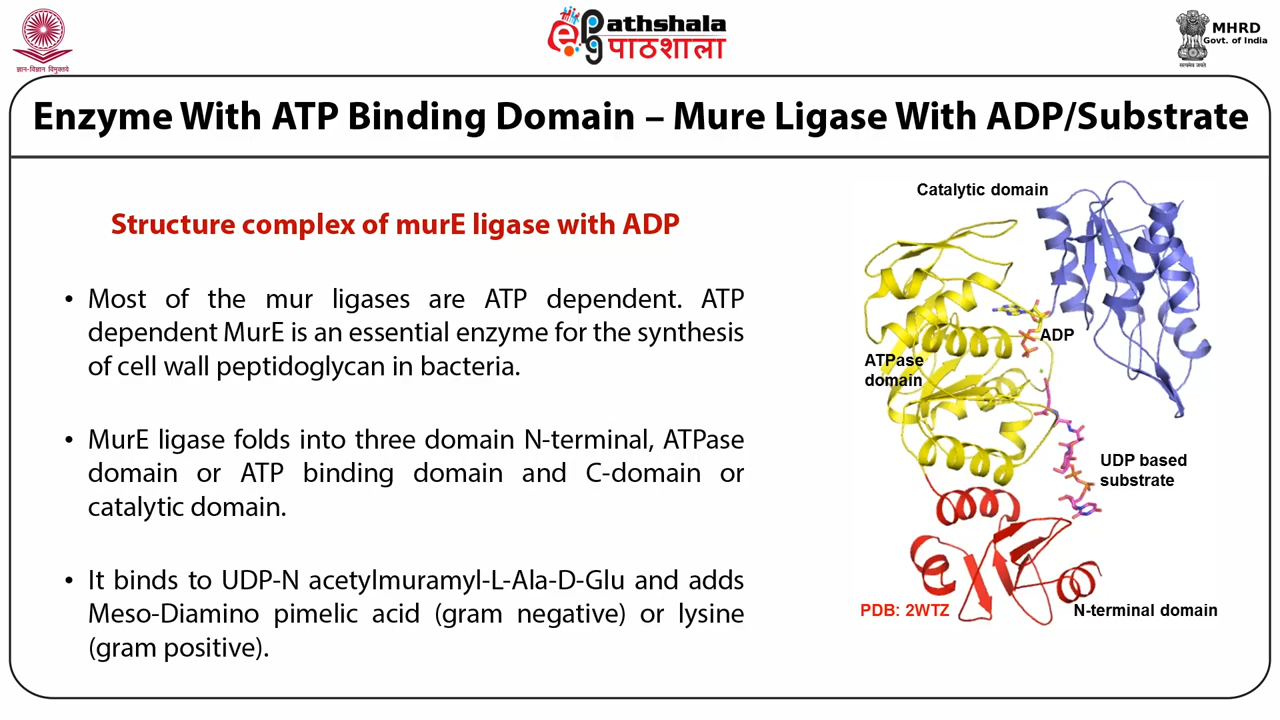 ज्ञान-विज्ञान विमुक्तये
epg Pathshala
पाठशाला
MHRD
Govt. of India
सत्यमेव जयते
Enzyme With ATP Binding Domain – Mure Ligase With ADP/Substrate
Structure complex of murE ligase with ADP
• Most of the mur ligases are ATP dependent. ATP
dependent MurE is an essential enzyme for the synthesis
of cell wall peptidoglycan in bacteria.
• MurE ligase folds into three domain N-terminal, ATPase
domain or ATP binding domain and C-domain or
catalytic domain.
• It binds to UDP-N acetylmuramyl-L-Ala-D-Glu and adds
Meso-Diamino pimelic acid (gram negative) or lysine
(gram positive).
Catalytic domain
ADP
ATPase
domain
UDP based
substrate
PDB: 2WTZ
N-terminal domain